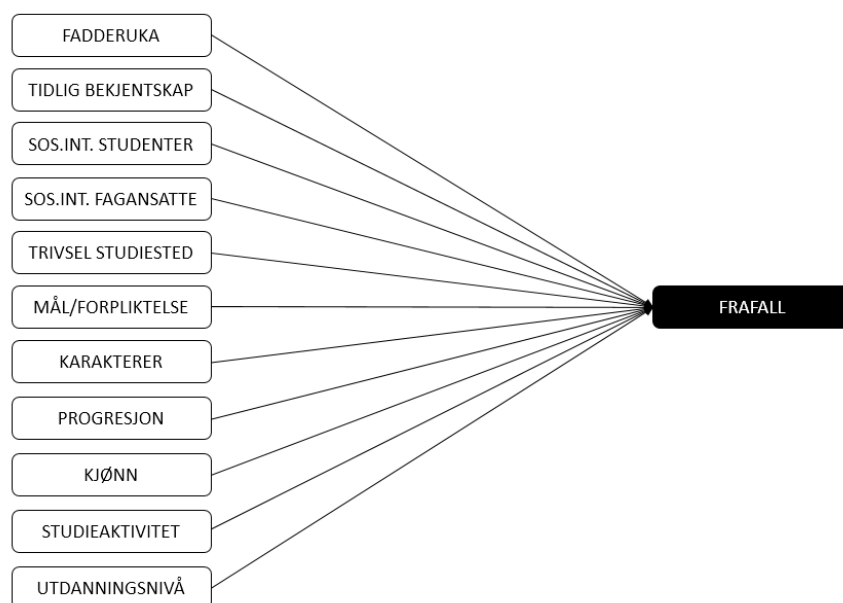 FADDERUKA
TIDLIG BEKJENTSKAP
SOS.INT. STUDENTER
SOS.INT. FAGANSATTE
TRIVSEL STUDIESTED
MÅL/FORPLIKTELSE
FRAFALL
KARAKTERER
PROGRESJON
KJØNN
STUDIEAKTIVITET
UTDANNINGSNIVÅ